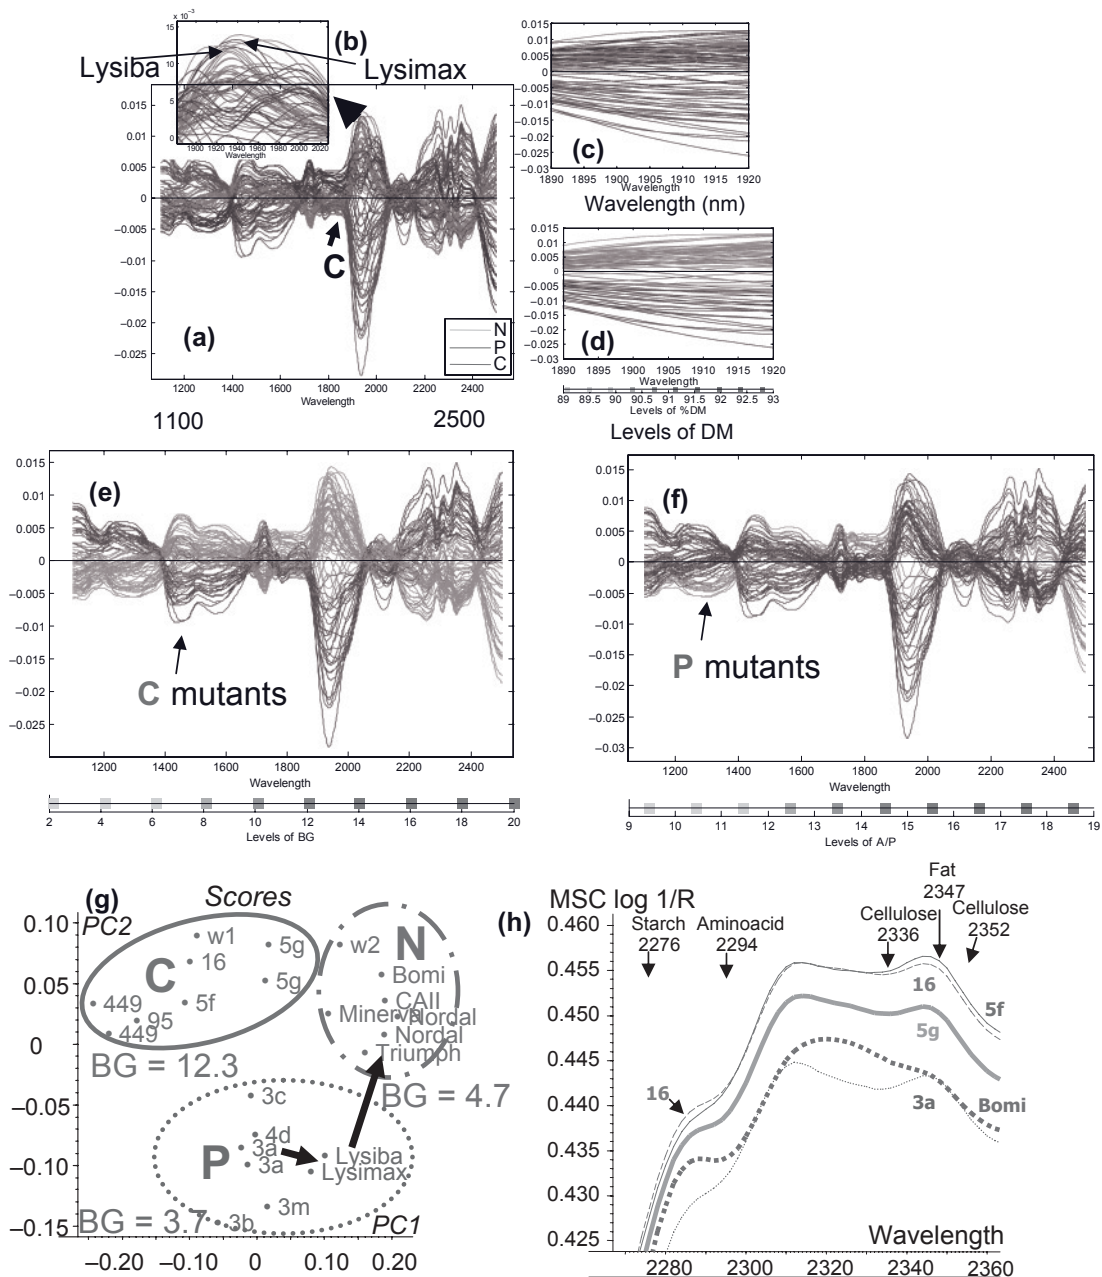 x 10⁻³
15
10
5
0
(b)
Lysiba
Lysimax
1900 1920 1940 1960 1980 2000 2020
Wavelength
0.015
0.01
0.005
0
−0.005
−0.01
−0.015
−0.02
−0.025
C
(a)
N
P
C
1200 1400 1600 1800 2000 2200 2400
Wavelength
1100 2500
0.015
0.01
0.005
0
−0.005
−0.01
−0.015
−0.02
−0.025
−0.03
(c)
1890 1895 1900 1905 1910 1915 1920
Wavelength
Wavelength (nm)
0.015
0.01
0.005
0
−0.005
−0.01
−0.015
−0.02
−0.025
−0.03
(d)
1890 1895 1900 1905 1910 1915 1920
Wavelength
89 89.5 90 90.5 91 91.5 92 92.5 93
Levels of %DM
Levels of DM
(e)
0.015
0.01
0.005
0
−0.005
−0.01
−0.015
−0.02
−0.025
C mutants
1200 1400 1600 1800 2000 2200 2400
Wavelength
2 4 6 8 10 12 14 16 18 20
Levels of BG
(f)
0.015
0.01
0.005
0
−0.005
−0.01
−0.015
−0.02
−0.025
−0.03
P mutants
1200 1400 1600 1800 2000 2200 2400
Wavelength
9 10 11 12 13 14 15 16 17 18 19
Levels of A/P
(g)
Scores
PC2
0.10
0.05
0
−0.05
−0.10
−0.15
w1
5g
16
C
5g
449
5f
95
449
BG = 12.3
w2
N
Bomi
CAII
Minerva
Nordal
Nordal
Triumph
BG = 4.7
3c
4d
3a
P
3a
Lysiba
Lysimax
3m
BG = 3.7
3b
PC1
−0.20 −0.10 0 0.10 0.20
(h)
MSC log 1/R
0.460
0.455
0.450
0.445
0.440
0.435
0.430
0.425
Starch
2276
Aminoacid
2294
Cellulose
2336
Fat
2347
Cellulose
2352
16
5f
5g
16
3a
Bomi
Wavelength
2280 2300 2320 2340 2360